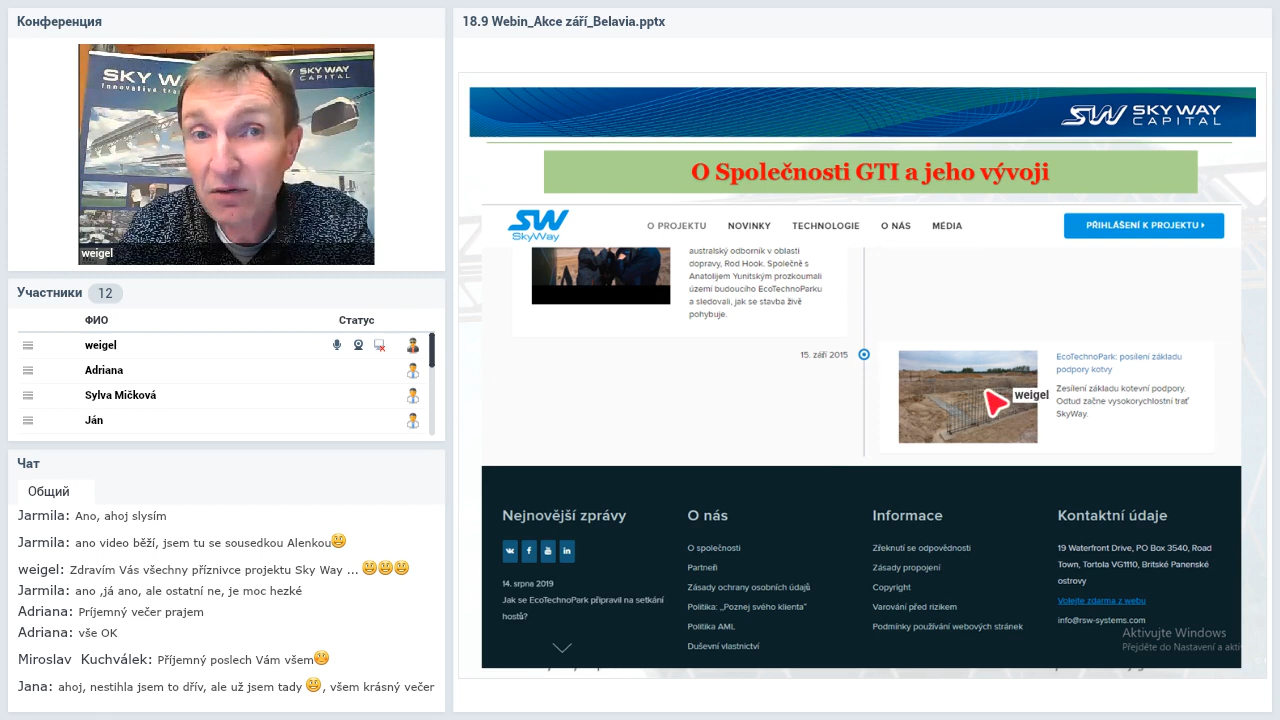 Конференция
SKY WAY
CAPITAL
SKY WAY
CAPITAL
weigel
Участники 12
ФИО Статус
weigel
Adriana
Sylva Mičková
Ján
Чат
Общий
Jarmila: Ano, ahoj slysím
Jarmila: ano video běží, jsem tu se sousedkou Alenkou
weigel: Zdravím Vás všechny příznivce projektu Sky Way ...
káho ,já ano, ale ostatní ne, je moc hezké
Adriana: Príjemný večer prajem
Adriana: vše OK
Miroslav Kuchválek: Příjemný poslech Vám všem
Jana: ahoj, nestihla jsem to dřív, ale už jsem tady , všem krásný večer
18.9 Webin_Akce září_Belavia.pptx
SW SKY WAY
CAPITAL
O Společnosti GTI a jeho vývoji
SW
SkyWay
O PROJEKTU NOVINKY TECHNOLOGIE O NÁS MÉDIA
PŘIHLÁŠENÍ K PROJEKTU
australský odborník v oblasti
dopravy, Rod Hook. Společně s
Anatolijem Yunitským prozkoumali
území budoucího EcoTechnoParku
a sledovali, jak se stavba živě
pohybuje.
15. září 2015
weigel
EcoTechnoPark: posílení základu
podpory kotvy
Zesílení základu kotevní podpory.
Odtud začne vysokorychlostní trať
SkyWay.
Nejnovější zprávy
14. srpna 2019
Jak se EcoTechnoPark připravil na setkání
hostů?
O nás
O společnosti
Partneři
Zásady ochrany osobních údajů
Politika: „Poznej svého klienta"
Politika AML
Duševní vlastnictví
Informace
Zřeknutí se odpovědnosti
Zásady propojení
Copyright
Varování před rizikem
Podmínky používání webových stránek
Kontaktní údaje
19 Waterfront Drive, PO Box 3540, Road
Town, Tortola VG1110, Britské Panenské
ostrovy
Volejte zdarma z webu
info@rsw-systems.com
Aktivujte Windows
Přejděte do Nastavení a akti